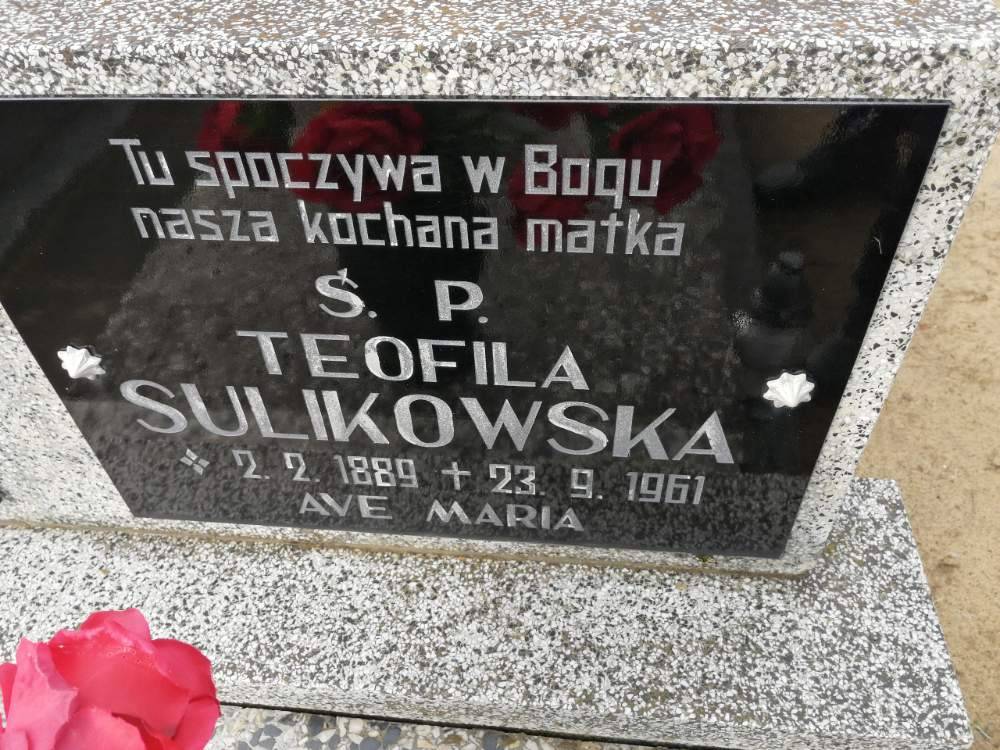 Tu spoczywa w Bogu
nasza kochana matka
Ś. P.
TEOFILA
SULIKOWSKA
* 2. 2. 1889 + 23. 9. 1961
AVE MARIA